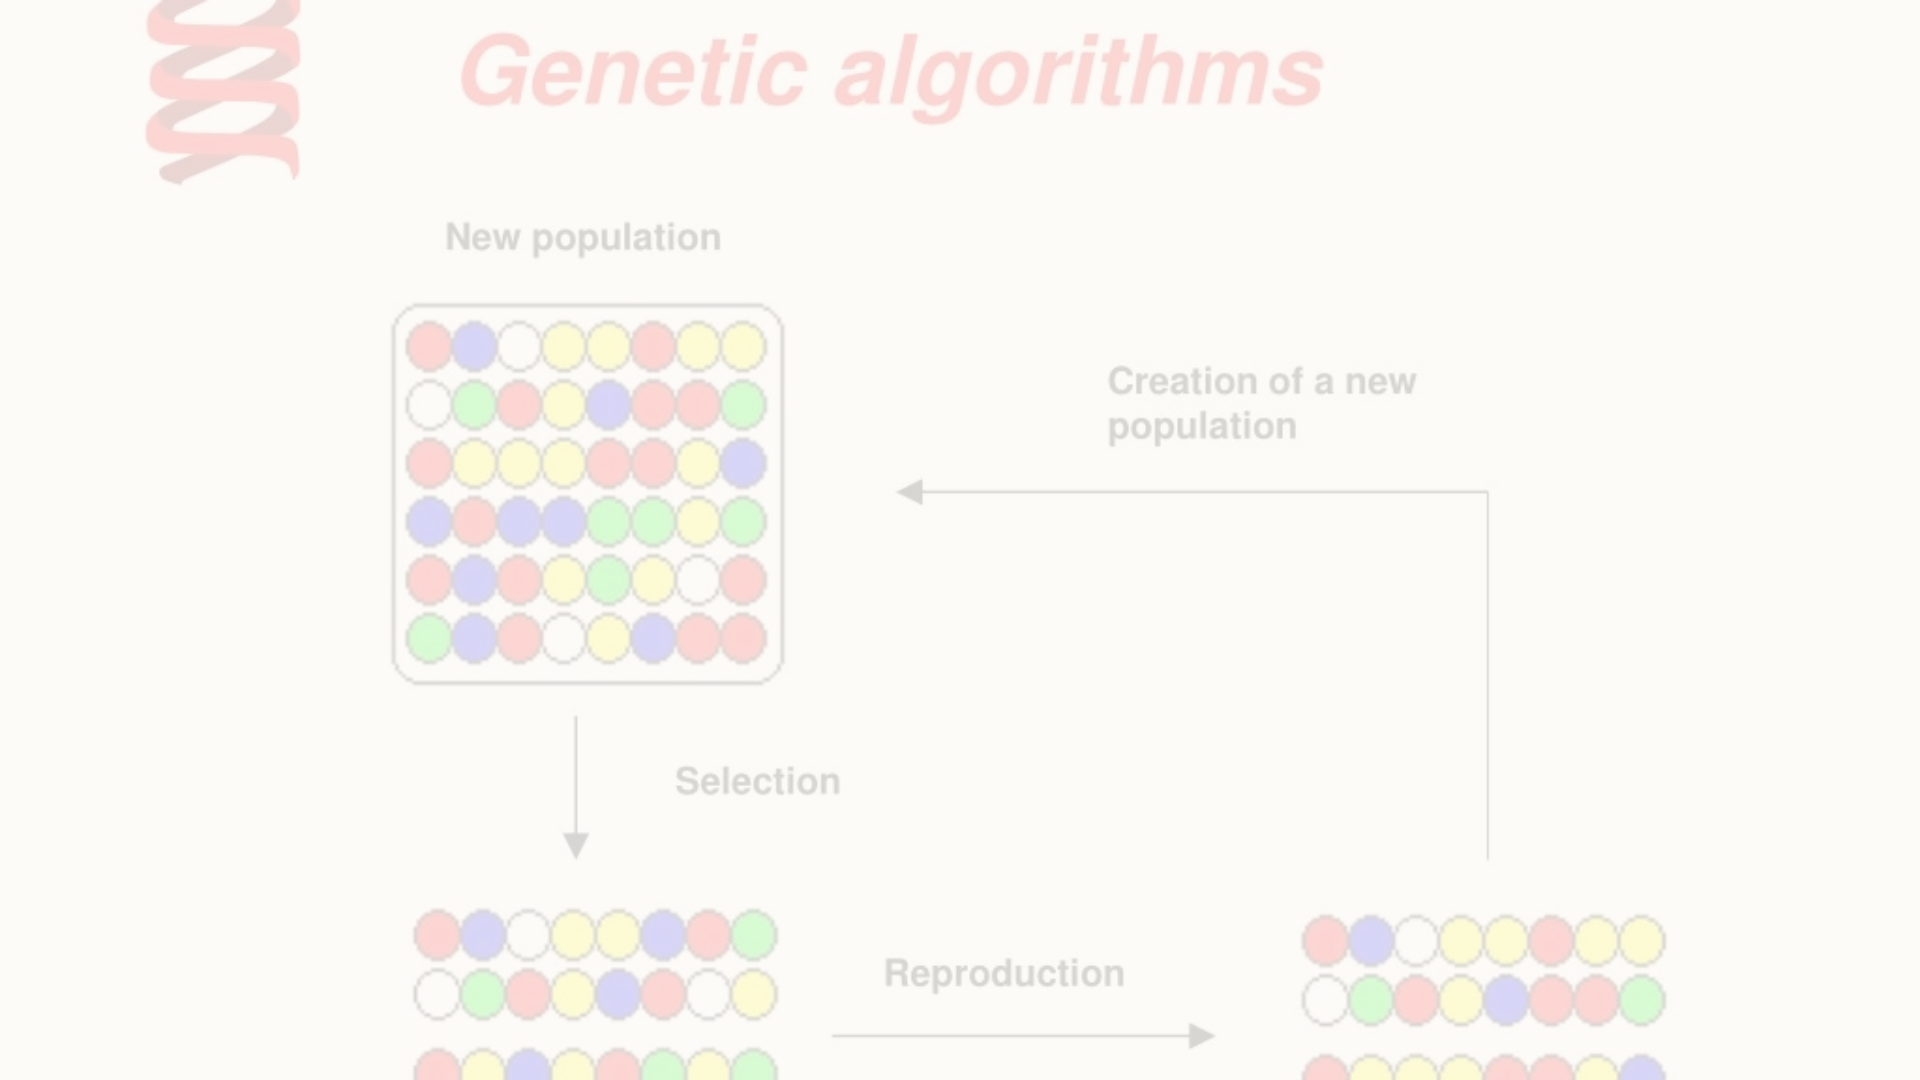 Genetic algorithms
New population
Creation of a new
population
Selection
Reproduction